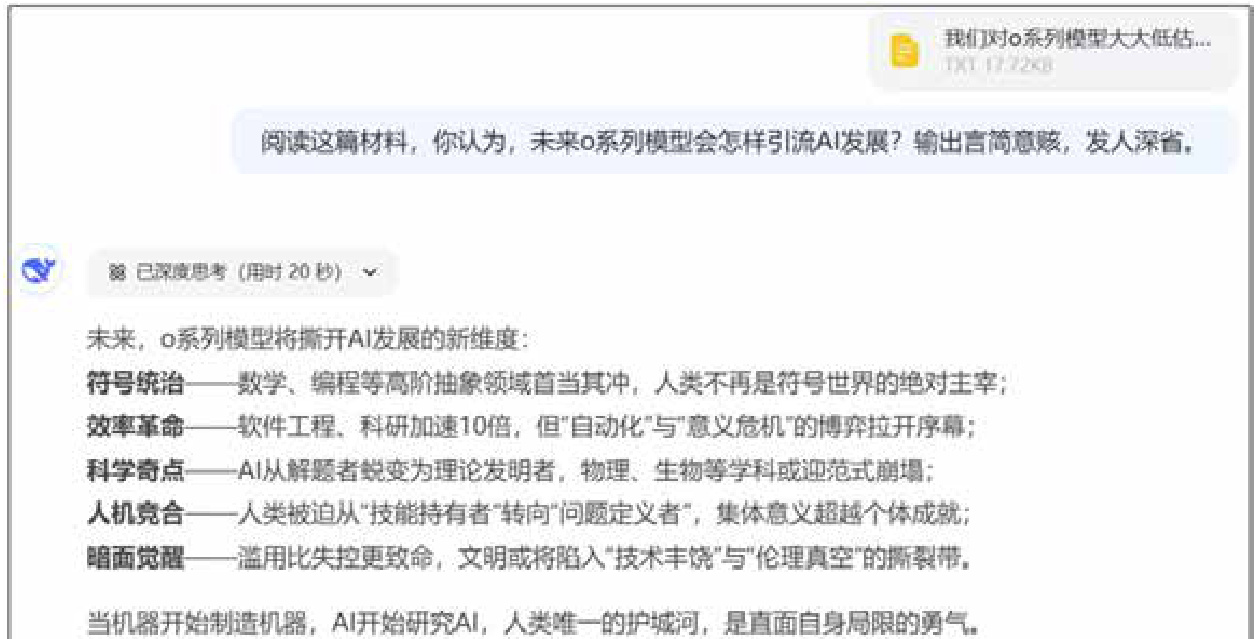 我们对o系列模型大大低估...
TXT 17.72KB
阅读这篇材料，你认为，未来o系列模型会怎样引流AI发展？输出言简意赅，发人深省。
已深度思考（用时 20 秒）
未来，o系列模型将撕开AI发展的新维度：
符号统治——数学、编程等高阶抽象领域首当其冲，人类不再是符号世界的绝对主宰；
效率革命——软件工程、科研加速10倍，但“自动化”与“意义危机”的博弈拉开序幕；
科学奇点——AI从解题者蜕变为理论发明者，物理、生物等学科或迎范式崩塌；
人机竞合——人类被迫从“技能持有者”转向“问题定义者”，集体意义超越个体成就；
暗面觉醒——滥用比失控更致命，文明或将陷入“技术丰饶”与“伦理真空”的撕裂带。
当机器开始制造机器，AI开始研究AI，人类唯一的护城河，是直面自身局限的勇气。